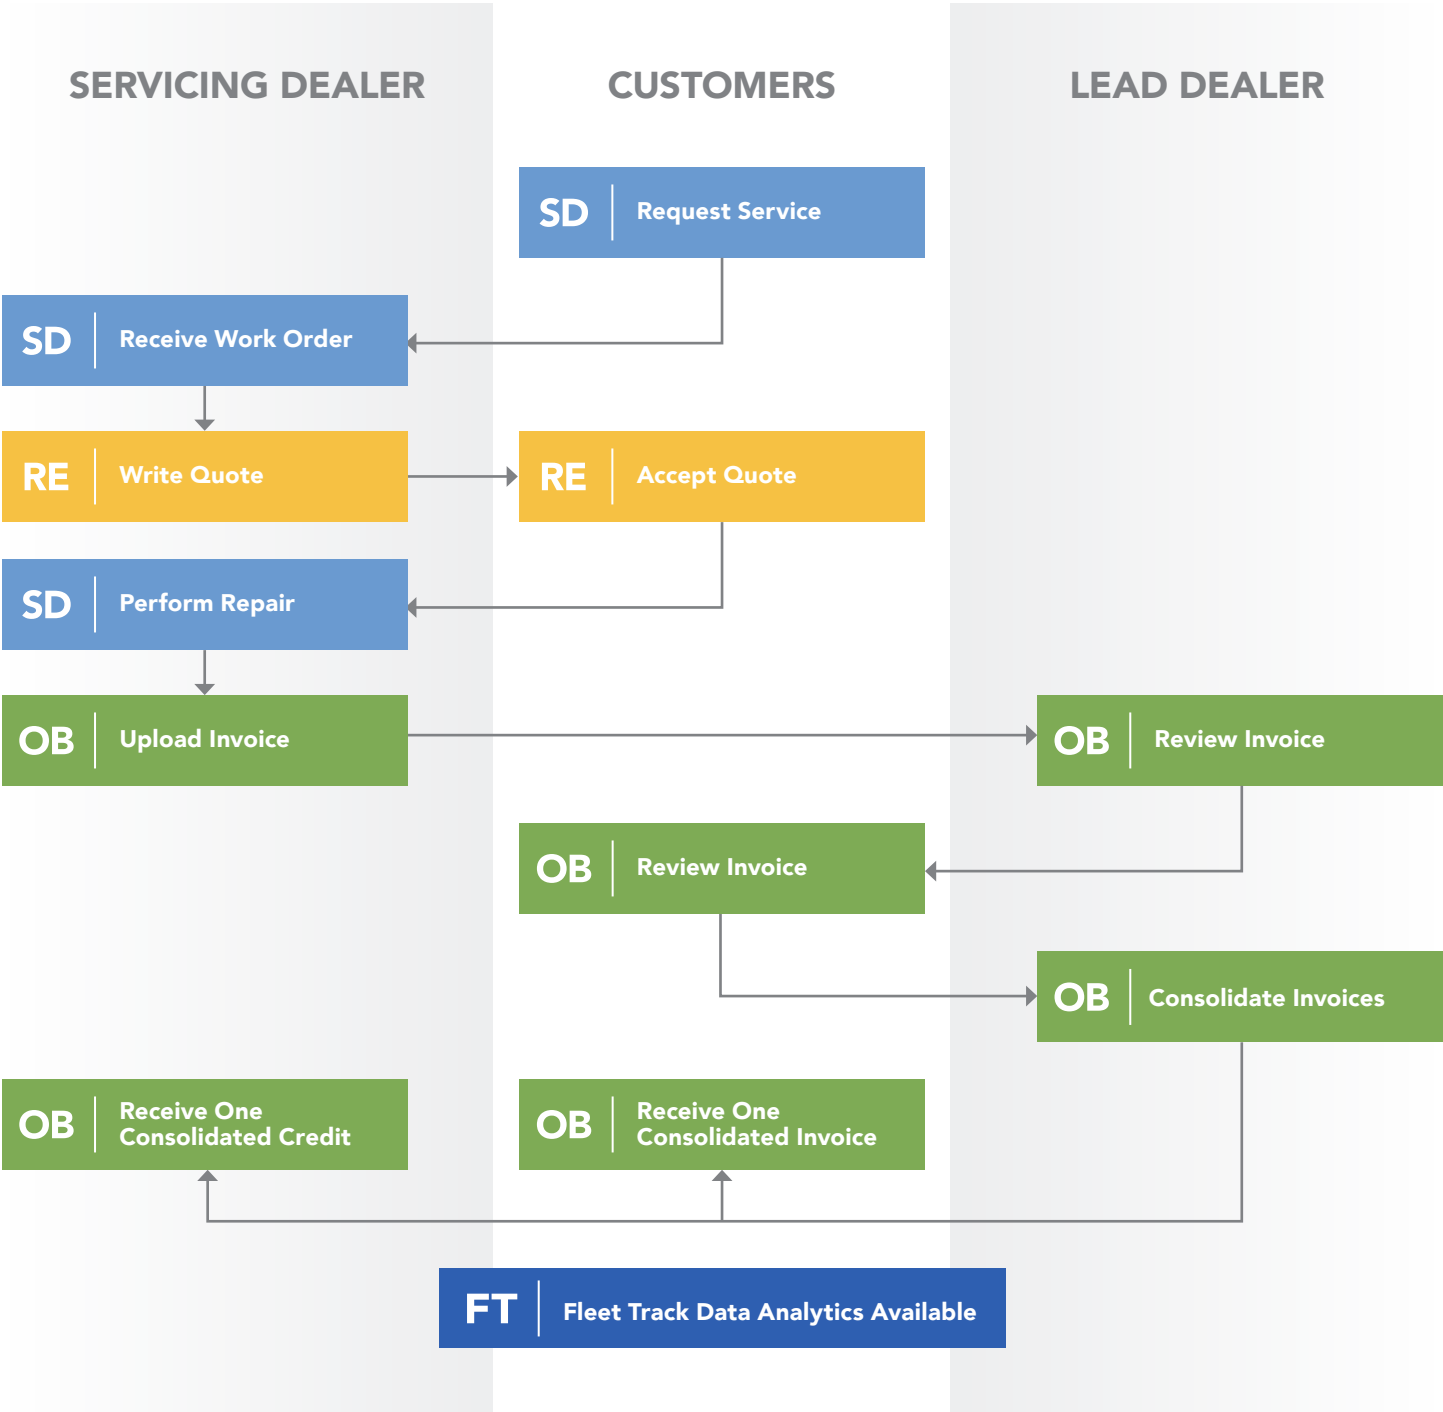 SERVICING DEALER
CUSTOMERS
LEAD DEALER
SD
Request Service
SD
Receive Work Order
RE
Write Quote
RE
Accept Quote
SD
Perform Repair
OB
Upload Invoice
OB
Review Invoice
OB
Review Invoice
OB
Consolidate Invoices
OB
Receive One
Consolidated Credit
OB
Receive One
Consolidated Invoice
FT
Fleet Track Data Analytics Available